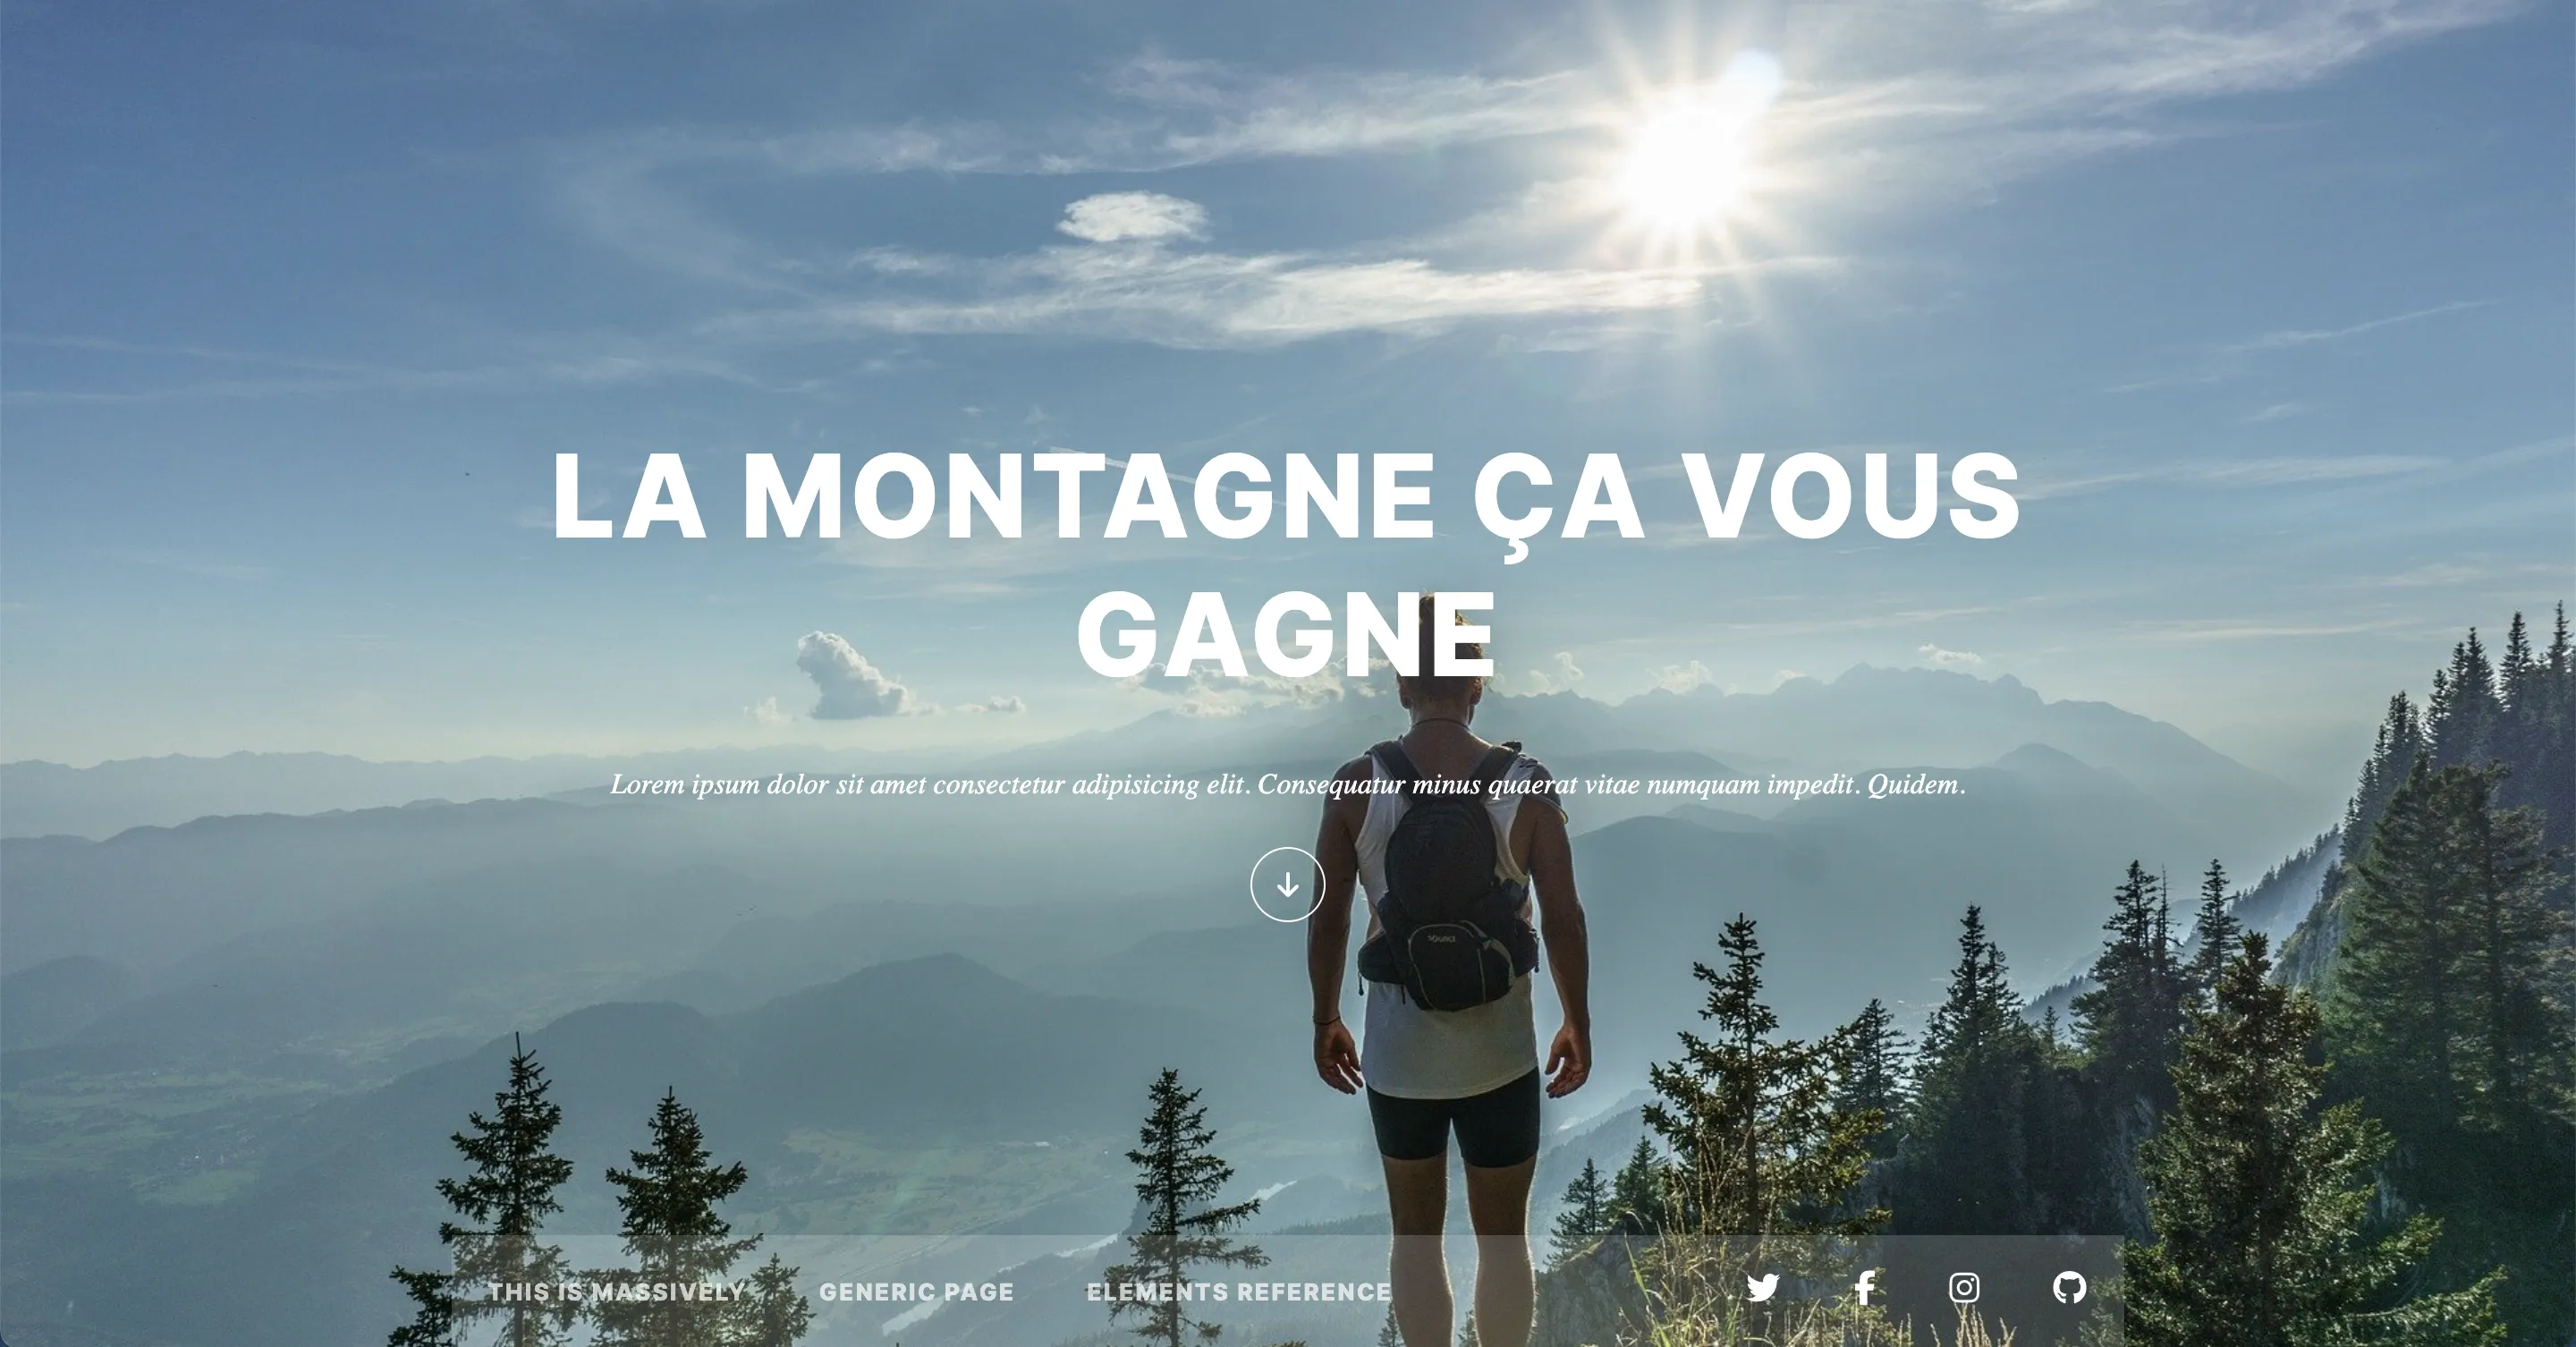 LA MONTAGNE ÇA VOUS
GAGNE
Lorem ipsum dolor sit amet consectetur adipisicing elit. Consequatur minus quaerat vitae numquam impedit. Quidem.
SOURCE
THIS IS MASSIVELY GENERIC PAGE ELEMENTS REFERENCE